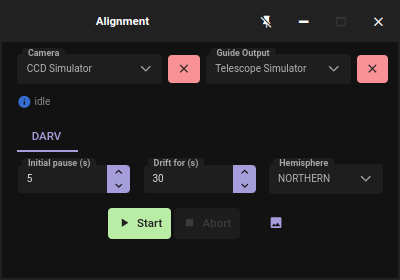 Alignment
Camera
Guide Output
CCD Simulator
Telescope Simulator
idle
DARV
Initial pause (s)
Drift for (s)
Hemisphere
5
30
NORTHERN
Start
Abort